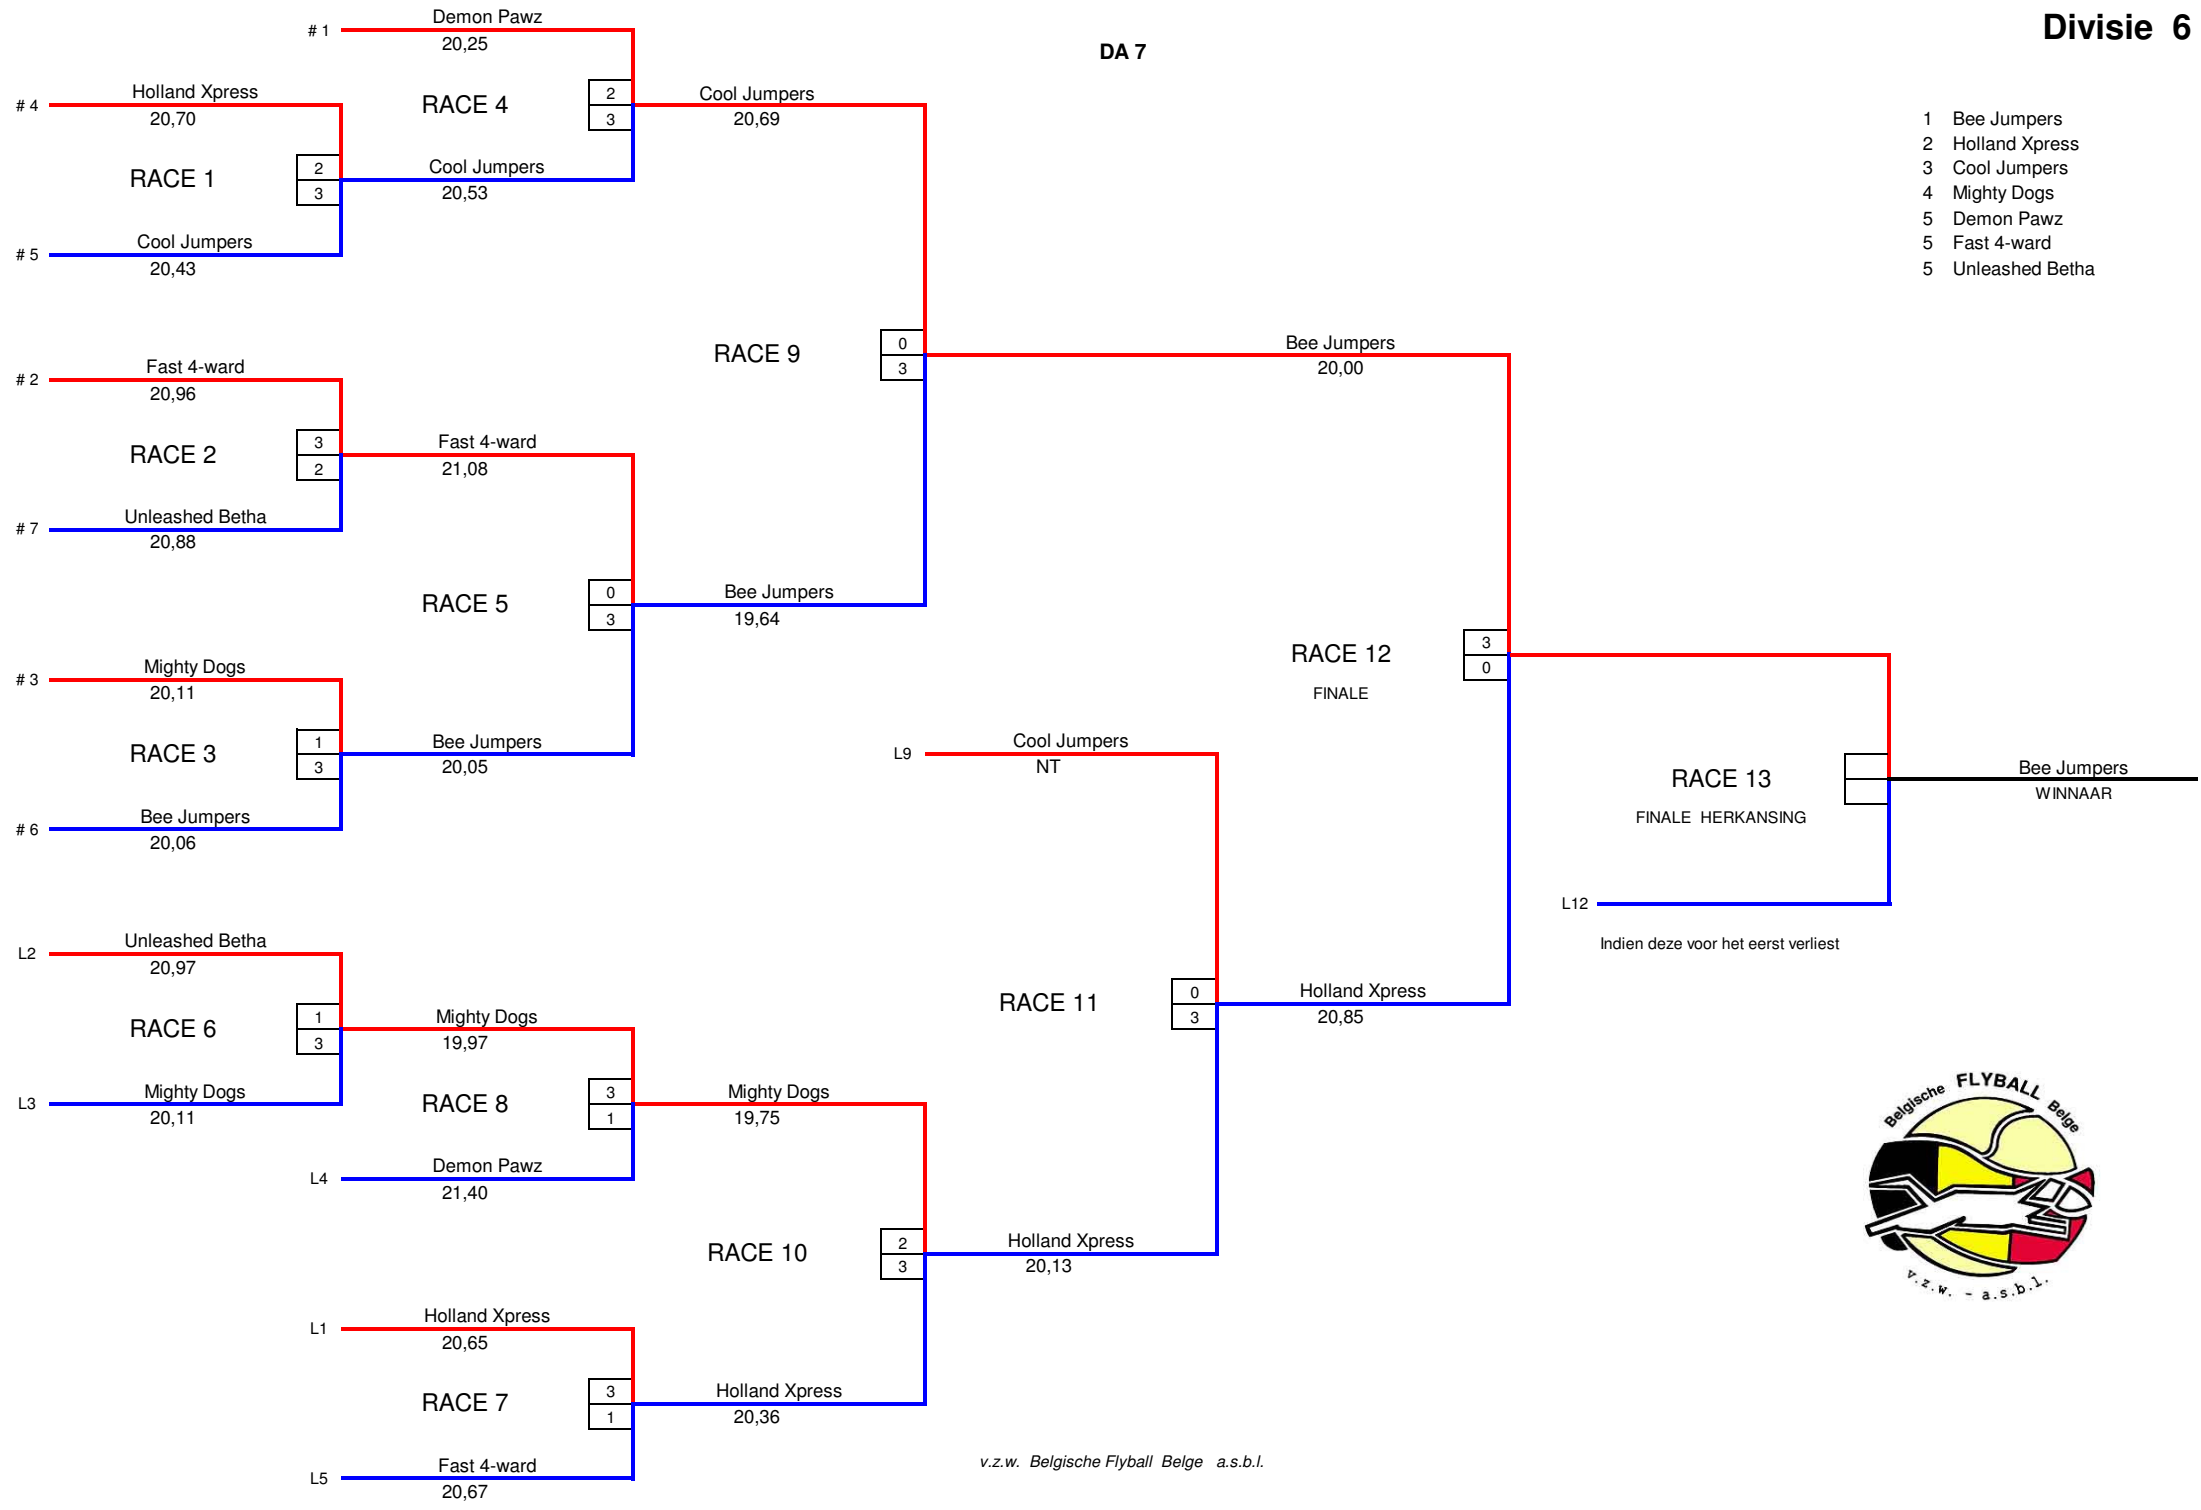 Divisie 6
DA 7
1 Bee Jumpers
2 Holland Xpress
3 Cool Jumpers
4 Mighty Dogs
5 Demon Pawz
5 Fast 4-ward
5 Unleashed Betha
# 1 Demon Pawz
20,25
# 4 Holland Xpress
20,70
RACE 1
2
3
# 5 Cool Jumpers
20,43
RACE 4
2
3
Cool Jumpers
20,53
Cool Jumpers
20,69
# 2 Fast 4-ward
20,96
RACE 2
3
2
# 7 Unleashed Betha
20,88
Fast 4-ward
21,08
RACE 5
0
3
# 3 Mighty Dogs
20,11
RACE 3
1
3
# 6 Bee Jumpers
20,06
Bee Jumpers
20,05
RACE 9
0
3
Bee Jumpers
19,64
Bee Jumpers
20,00
RACE 12
FINALE
3
0
L9 Cool Jumpers
NT
RACE 13
FINALE HERKANSING
Bee Jumpers
WINNAAR
L12
Indien deze voor het eerst verliest
L2 Unleashed Betha
20,97
RACE 6
1
3
L3 Mighty Dogs
20,11
Mighty Dogs
19,97
RACE 8
3
1
L4 Demon Pawz
21,40
Mighty Dogs
19,75
RACE 11
0
3
Holland Xpress
20,85
RACE 10
2
3
Holland Xpress
20,13
L1 Holland Xpress
20,65
RACE 7
3
1
L5 Fast 4-ward
20,67
Holland Xpress
20,36
v.z.w. Belgische Flyball Belge a.s.b.l.
Belgische FLYBALL Belge
v.z.w. - a.s.b.l.